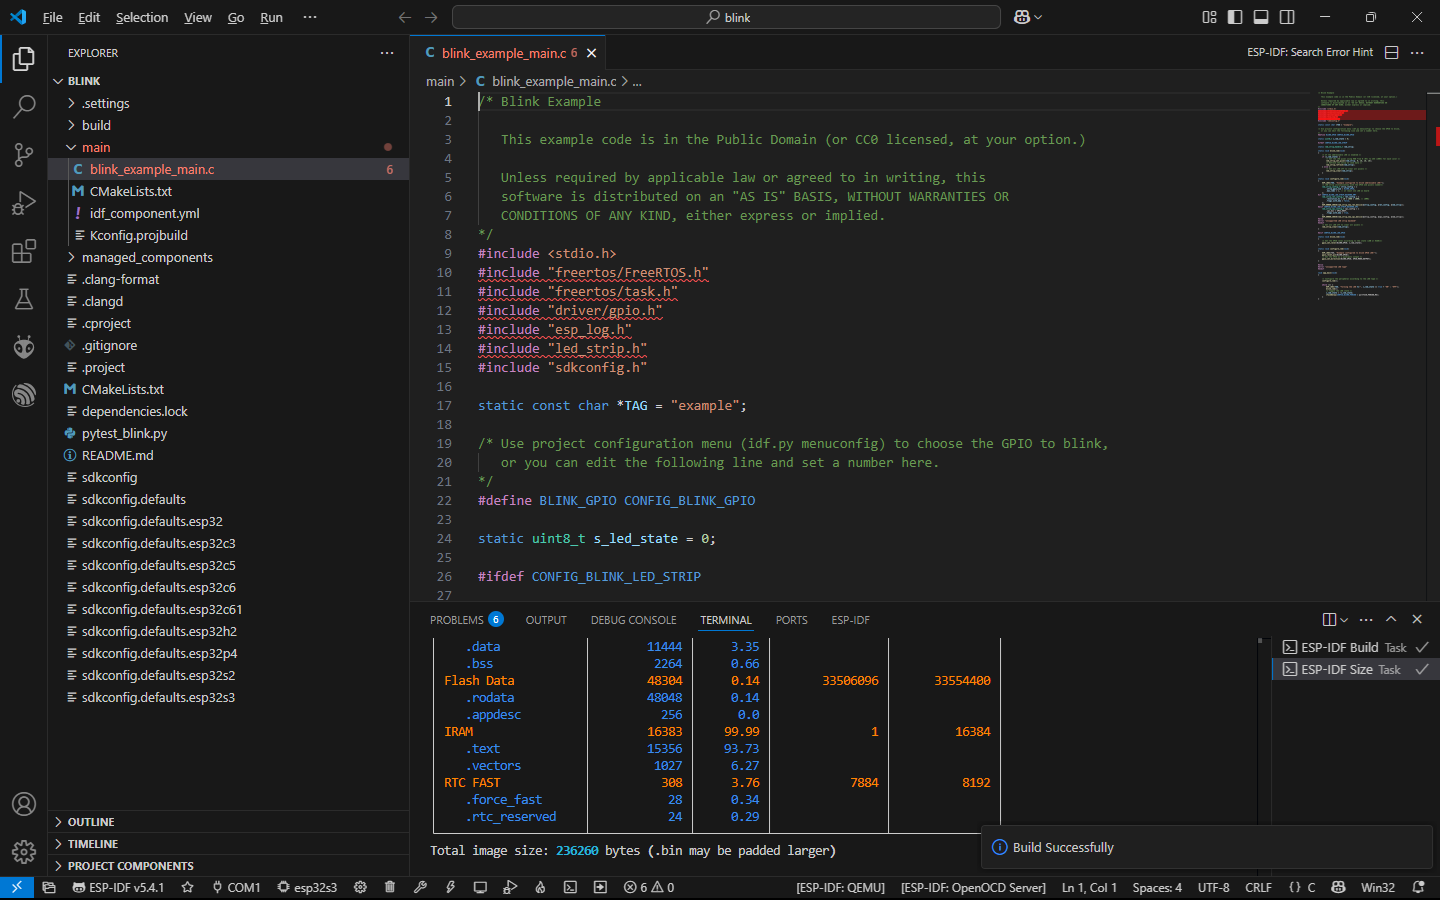 File Edit Selection View Go Run ···
blink
EXPLORER
BLINK
.settings
build
main
blink_example_main.c 6
CMakeLists.txt
idf_component.yml
Kconfig.projbuild
managed_components
.clang-format
.clangd
.cproject
.gitignore
.project
CMakeLists.txt
dependencies.lock
pytest_blink.py
README.md
sdkconfig
sdkconfig.defaults
sdkconfig.defaults.esp32
sdkconfig.defaults.esp32c3
sdkconfig.defaults.esp32c5
sdkconfig.defaults.esp32c6
sdkconfig.defaults.esp32c61
sdkconfig.defaults.esp32h2
sdkconfig.defaults.esp32p4
sdkconfig.defaults.esp32s2
sdkconfig.defaults.esp32s3
OUTLINE
TIMELINE
PROJECT COMPONENTS
blink_example_main.c 6
ESP-IDF: Search Error Hint
main > C blink_example_main.c > ...
1 /* Blink Example
2
3 This example code is in the Public Domain (or CC0 licensed, at your option.)
4
5 Unless required by applicable law or agreed to in writing, this
6 software is distributed on an "AS IS" BASIS, WITHOUT WARRANTIES OR
7 CONDITIONS OF ANY KIND, either express or implied.
8 */
9 #include <stdio.h>
10 #include "freertos/FreeRTOS.h"
11 #include "freertos/task.h"
12 #include "driver/gpio.h"
13 #include "esp_log.h"
14 #include "led_strip.h"
15 #include "sdkconfig.h"
16
17 static const char *TAG = "example";
18
19 /* Use project configuration menu (idf.py menuconfig) to choose the GPIO to blink,
20 or you can edit the following line and set a number here.
21 */
22 #define BLINK_GPIO CONFIG_BLINK_GPIO
23
24 static uint8_t s_led_state = 0;
25
26 #ifdef CONFIG_BLINK_LED_STRIP
27
PROBLEMS 6 OUTPUT DEBUG CONSOLE TERMINAL PORTS ESP-IDF
.data 11444 3.35
.bss 2264 0.66
Flash Data 48304 0.14 33506096 33554400
.rodata 48048 0.14
.appdesc 256 0.0
IRAM 16383 99.99 1 16384
.text 15356 93.73
.vectors 1027 6.27
RTC FAST 308 3.76 7884 8192
.force_fast 28 0.34
.rtc_reserved 24 0.29
Total image size: 236260 bytes (.bin may be padded larger)
ESP-IDF Build Task
ESP-IDF Size Task
Build Successfully
ESP-IDF v5.4.1 COM1 esp32s3 6 0 [ESP-IDF: QEMU] [ESP-IDF: OpenOCD Server] Ln 1, Col 1 Spaces: 4 UTF-8 CRLF {} C Win32